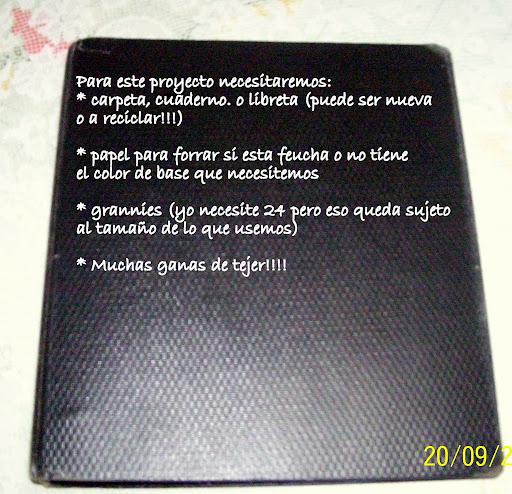 Para este proyecto necesitaremos:
* carpeta, cuaderno. o libreta (puede ser nueva
o a reciclar!!!)
* papel para forrar si esta feucha o no tiene
el color de base que necesitemos
* grannies (yo necesite 24 pero eso queda sujeto
al tamaño de lo que usemos)
* Muchas ganas de tejer!!!!
20/09/2